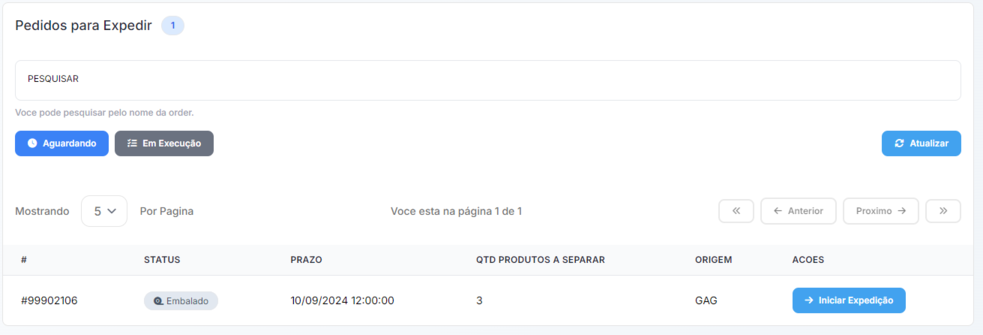 Pedidos para Expedir 1
PESQUISAR
Voce pode pesquisar pelo nome da order.
Aguardando Em Execução Atualizar
Mostrando 5 Por Pagina Voce esta na página 1 de 1 « ← Anterior Proximo → »
# STATUS PRAZO QTD PRODUTOS A SEPARAR ORIGEM ACOES
#99902106 Embalado 10/09/2024 12:00:00 3 GAG → Iniciar Expedição